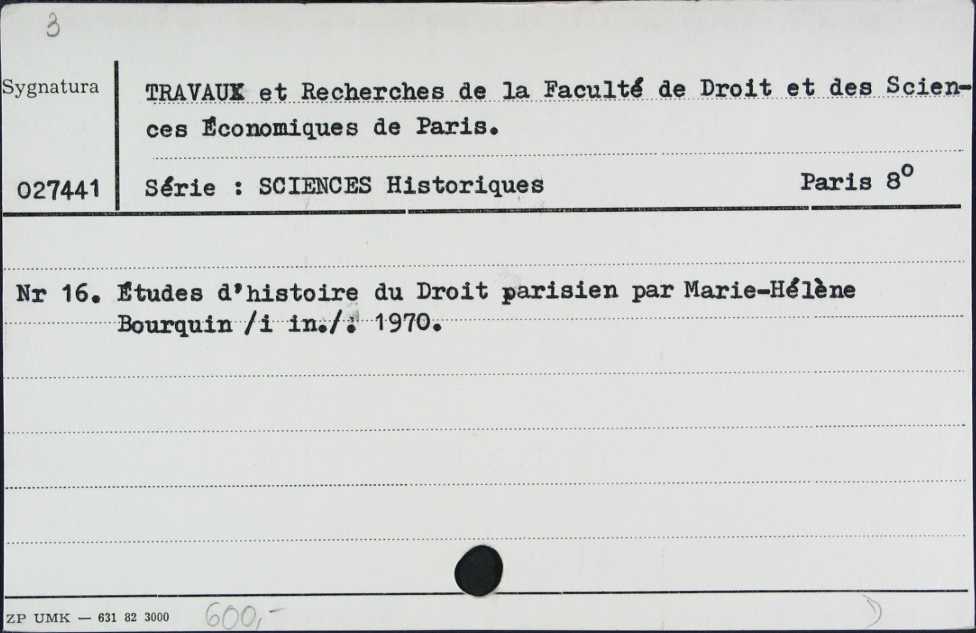 3
Sygnatura
TRAVAUX et Recherches de la Faculté de Droit et des Scien-
ces Économiques de Paris.
027441
Série : SCIENCES Historiques Paris 8⁰
Nr 16. Études d'histoire du Droit parisien par Marie-Hélène
Bourquin /i in./: 1970.
ZP UMK — 631 82 3000 600,-